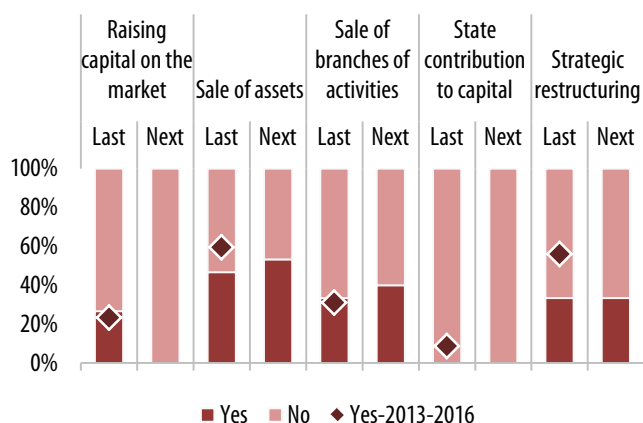 Raising
capital on the
market
Sale of assets
Sale of
branches of
activities
State
contribution
to capital
Strategic
restructuring
Last Next Last Next Last Next Last Next Last Next
100%
80%
60%
40%
20%
0%
Yes No Yes-2013-2016